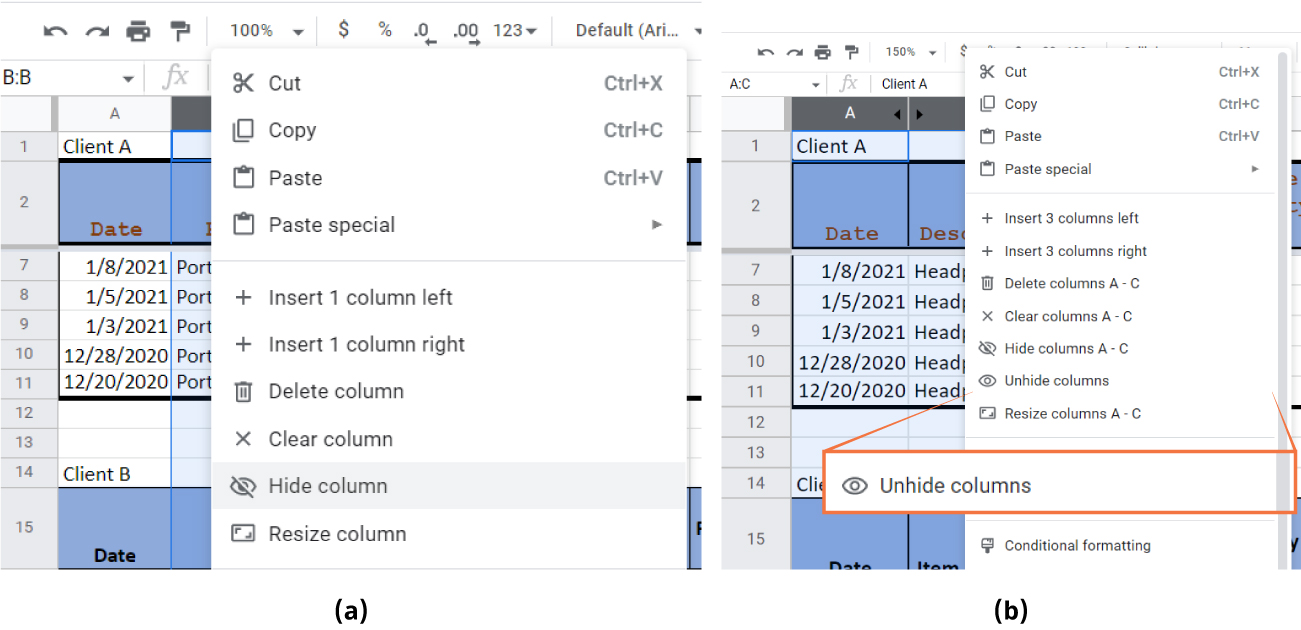 100% $ % .0 .00 123 Default (Ari...
B:B fx
A
1 Client A
2 Date
7 1/8/2021 Port
8 1/5/2021 Port
9 1/3/2021 Port
10 12/28/2020 Port
11 12/20/2020 Port
12
13
14 Client B
15 Date
Cut Ctrl+X
Copy Ctrl+C
Paste Ctrl+V
Paste special
Insert 1 column left
Insert 1 column right
Delete column
Clear column
Hide column
Resize column
(a)
150% $
A:C fx Client A
A
1 Client A
2 Date Desc
7 1/8/2021 Headp
8 1/5/2021 Headp
9 1/3/2021 Headp
10 12/28/2020 Headp
11 12/20/2020 Headp
12
13
14 Clie
15 Date Item
Cut Ctrl+X
Copy Ctrl+C
Paste Ctrl+V
Paste special
Insert 3 columns left
Insert 3 columns right
Delete columns A - C
Clear columns A - C
Hide columns A - C
Unhide columns
Resize columns A - C
Unhide columns
Conditional formatting
(b)